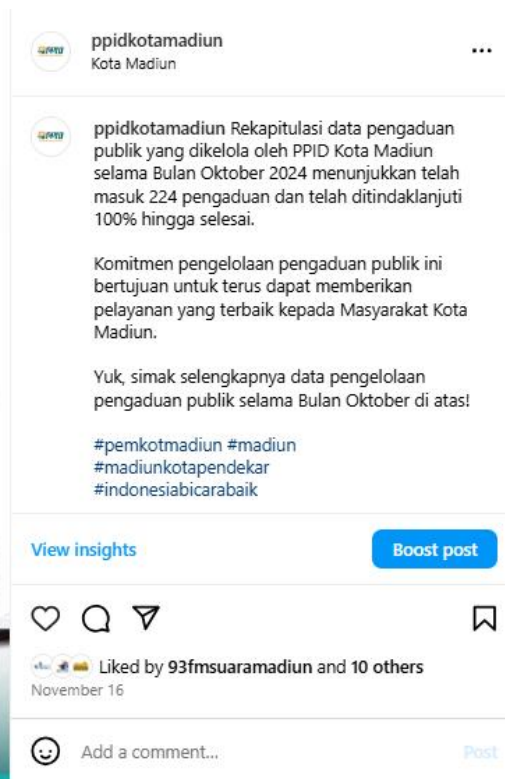 ppidkotamadiun
Kota Madiun
ppidkotamadiun Rekapitulasi data pengaduan
publik yang dikelola oleh PPID Kota Madiun
selama Bulan Oktober 2024 menunjukkan telah
masuk 224 pengaduan dan telah ditindaklanjuti
100% hingga selesai.
Komitmen pengelolaan pengaduan publik ini
bertujuan untuk terus dapat memberikan
pelayanan yang terbaik kepada Masyarakat Kota
Madiun.
Yuk, simak selengkapnya data pengelolaan
pengaduan publik selama Bulan Oktober di atas!
#pemkotmadiun #madiun
#madiunkotapendekar
#indonesiabicarabaik
View insights
Boost post
Liked by 93fmsuaramadiun and 10 others
November 16
Add a comment...
Post